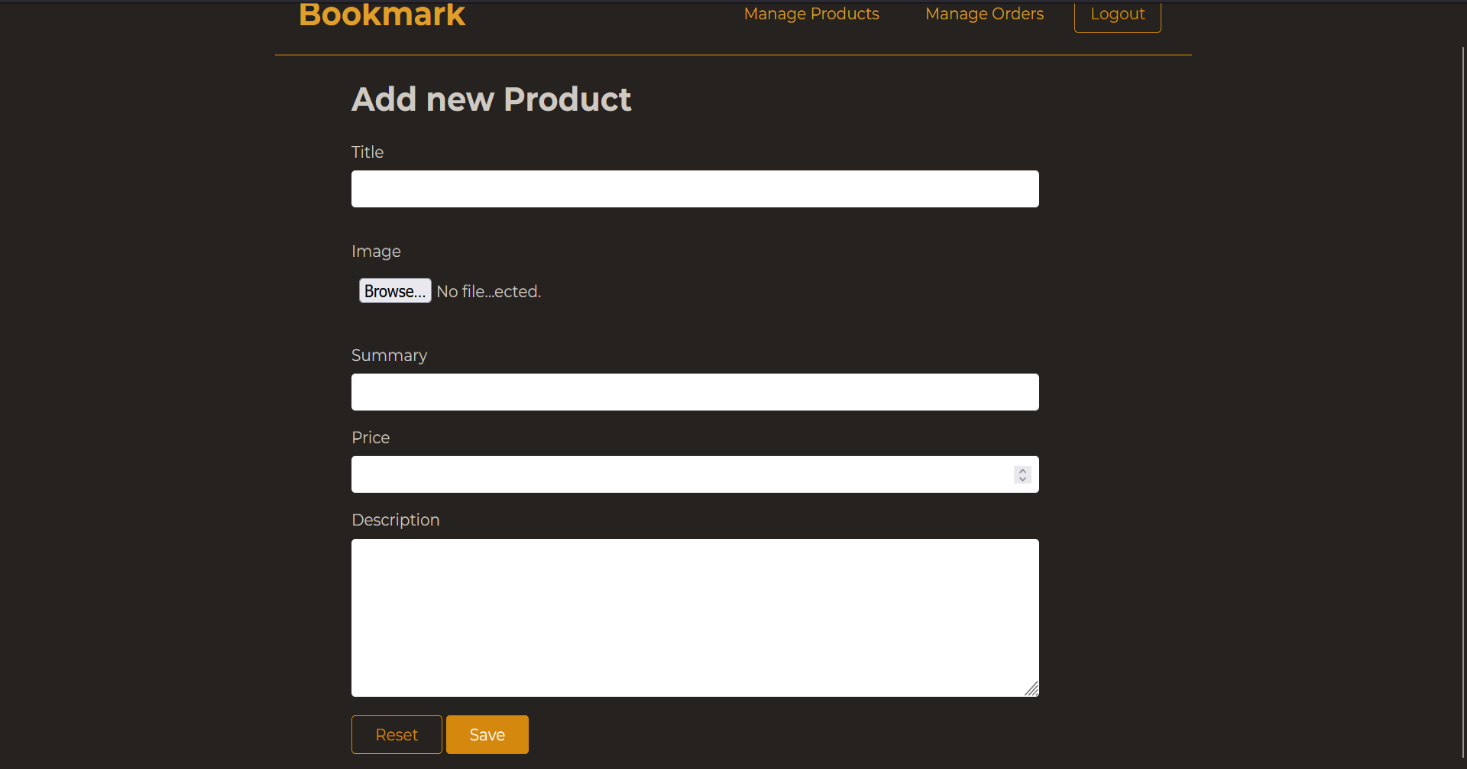 Bookmark Manage Products Manage Orders Logout
Add new Product
Title
Image
Browse... No file...ected.
Summary
Price
Description
Reset Save